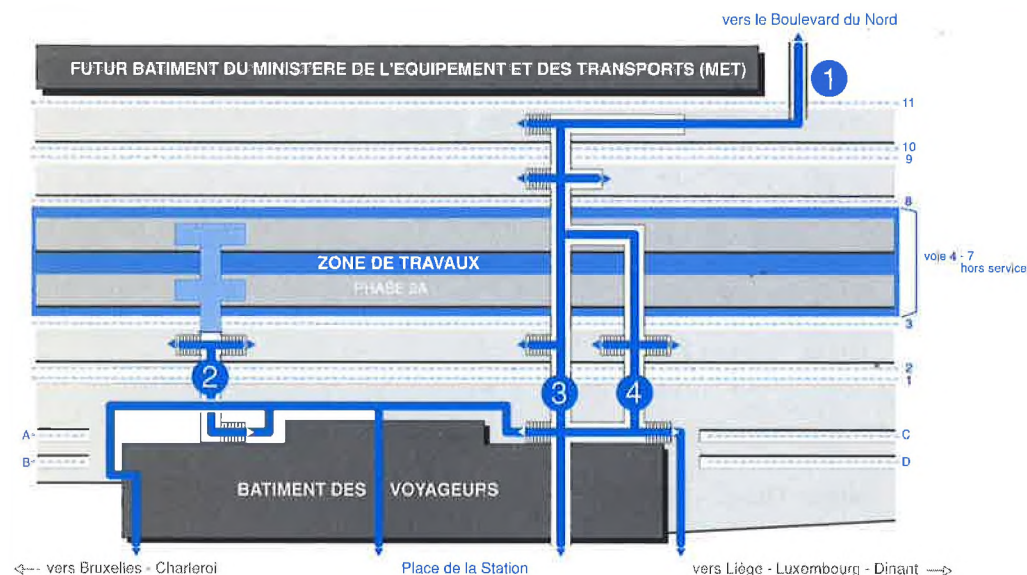 vers le Boulevard du Nord
FUTUR BATIMENT DU MINISTERE DE L'EQUIPEMENT ET DES TRANSPORTS (MET)
1
11
10
9
8
ZONE DE TRAVAUX
PHASE 2A
voie 4 - 7
hors service
3
2
1
2
3
4
A
B
C
D
BATIMENT DES VOYAGEURS
vers Bruxelles - Charleroi
Place de la Station
vers Liège - Luxembourg - Dinant